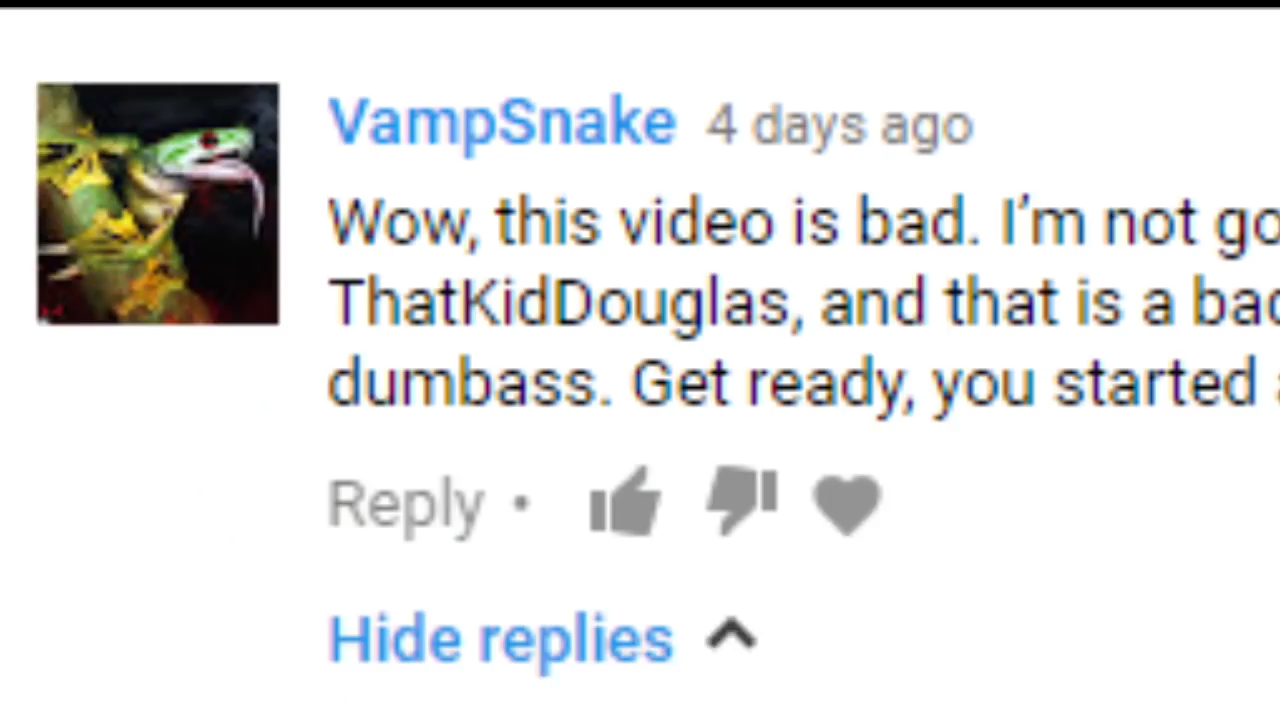 VampSnake 4 days ago
Wow, this video is bad. I'm not go
ThatKidDouglas, and that is a bad
dumbass. Get ready, you started
Reply •
Hide replies